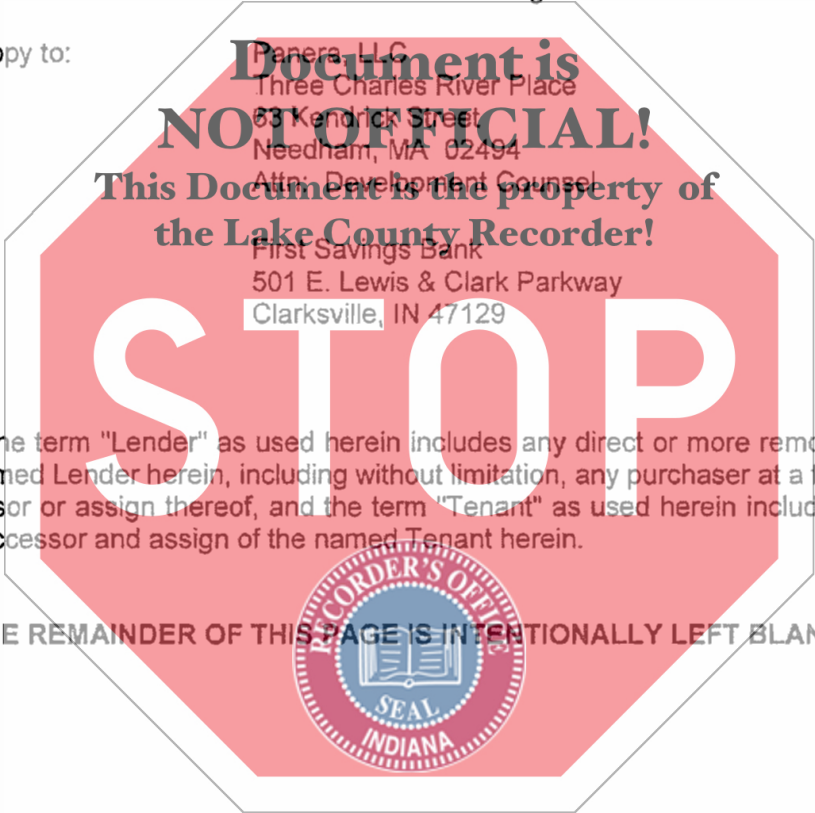 py to:
Panera, LLC
Document is
Three Charles River Place
63 Kendrick Street
NOT OFFICIAL!
Needham, MA 02494
Attn: Development Counsel
This Document is the property of
the Lake County Recorder!
First Savings Bank
501 E. Lewis & Clark Parkway
Clarksville, IN 47129
STOP
he term "Lender" as used herein includes any direct or more remo
med Lender herein, including without limitation, any purchaser at a f
sor or assign thereof, and the term "Tenant" as used herein includ
ccessor and assign of the named Tenant herein.
RECORDER'S OFFICE
E REMAINDER OF THIS PAGE IS INTENTIONALLY LEFT BLAN
SEAL
INDIANA